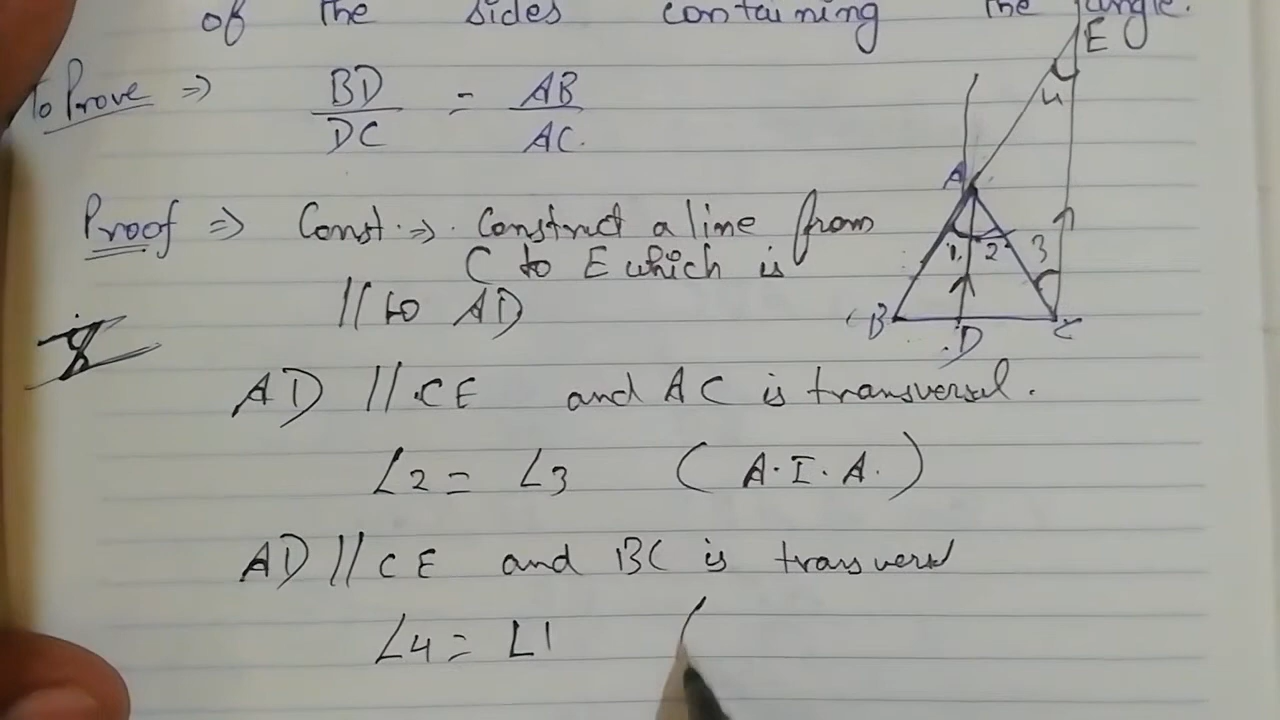 of the sides containing the angle.
To Prove ⇒ BD/DC = AB/AC.
Proof ⇒ Const. ⇒ Construct a line from
C to E which is
// to AD
AD // CE and AC is transversal.
∠2 = ∠3 (A.I.A.)
AD // CE and BC is transversl
∠4 = ∠1 (
E
4
A
1 2 3
B D C